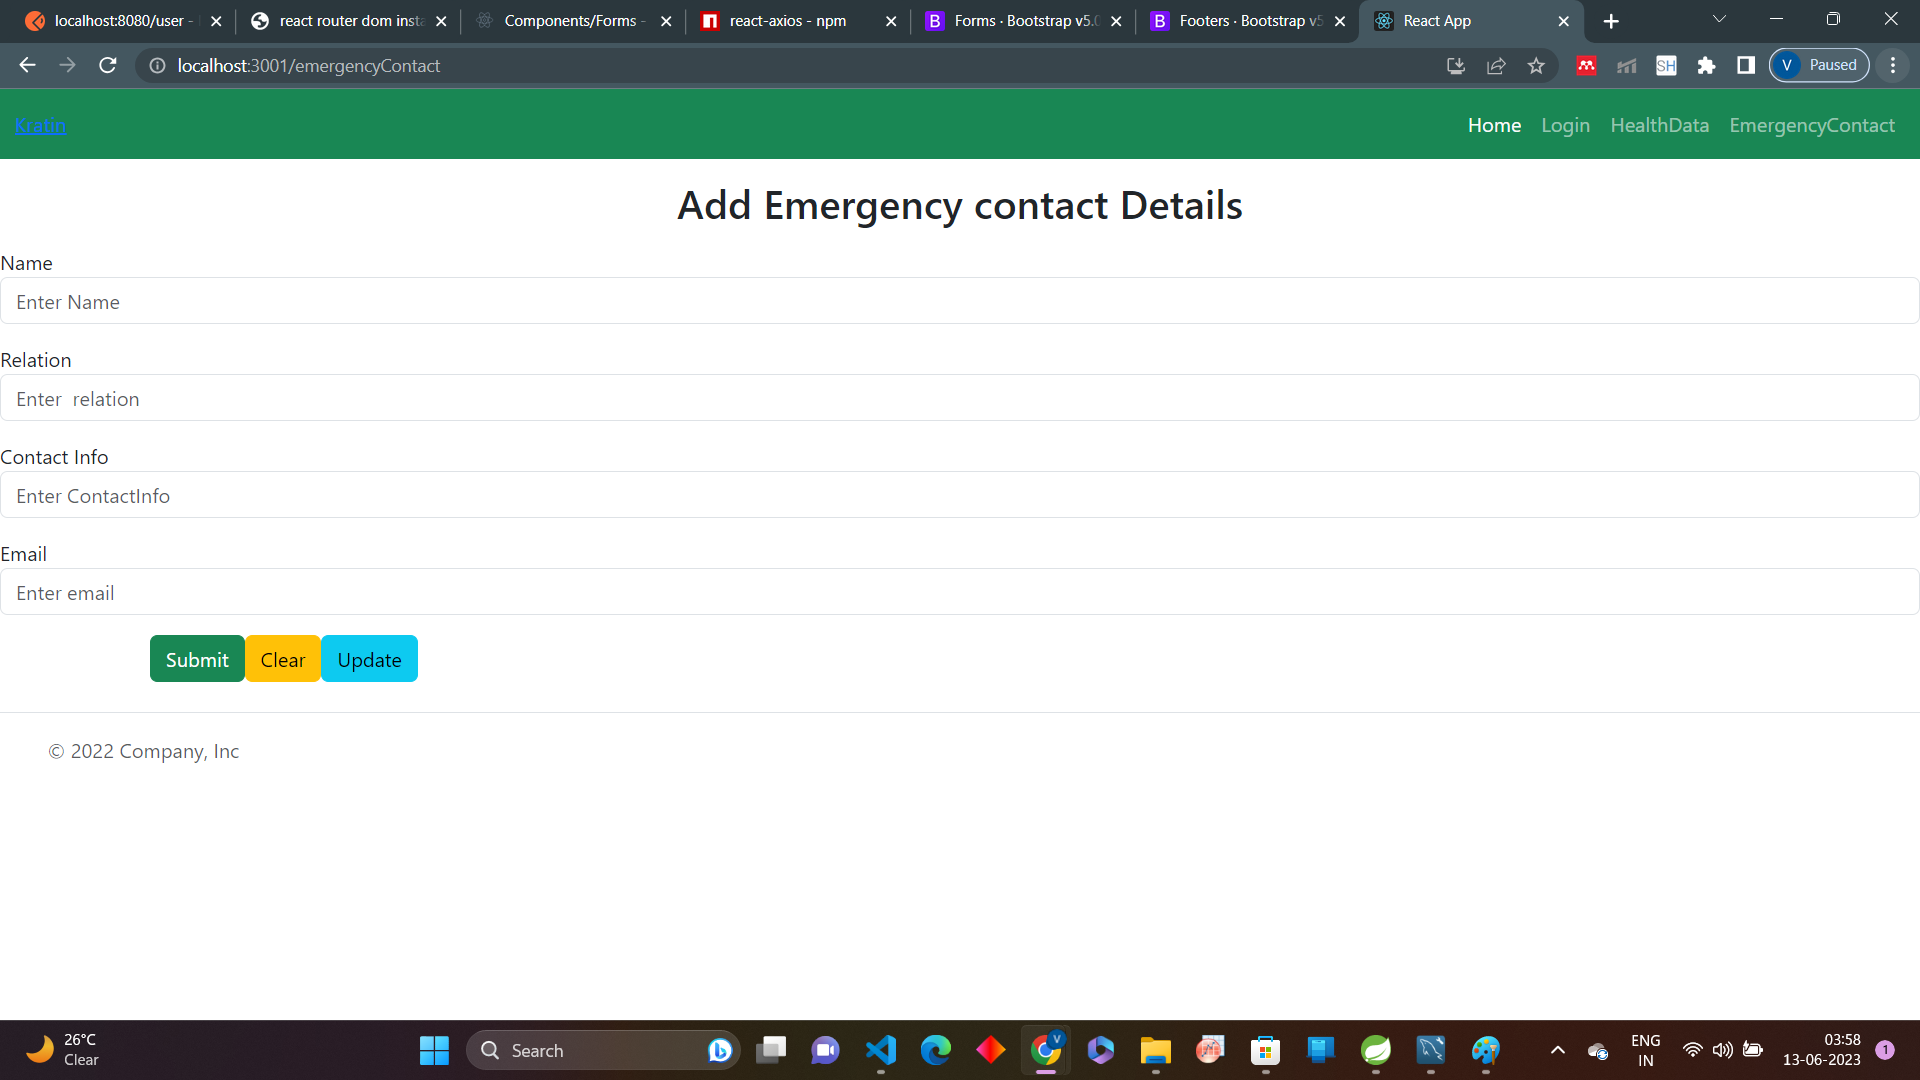 localhost:8080/user -
react router dom insta
Components/Forms -
react-axios - npm
Forms · Bootstrap v5.0
Footers · Bootstrap v5
React App
localhost:3001/emergencyContact
SH
V Paused
Kratin
Home Login HealthData EmergencyContact
Add Emergency contact Details
Name
Enter Name
Relation
Enter  relation
Contact Info
Enter ContactInfo
Email
Enter email
Submit Clear Update
© 2022 Company, Inc
26°C
Clear
Search
V
ENG
IN
03:58
13-06-2023
1